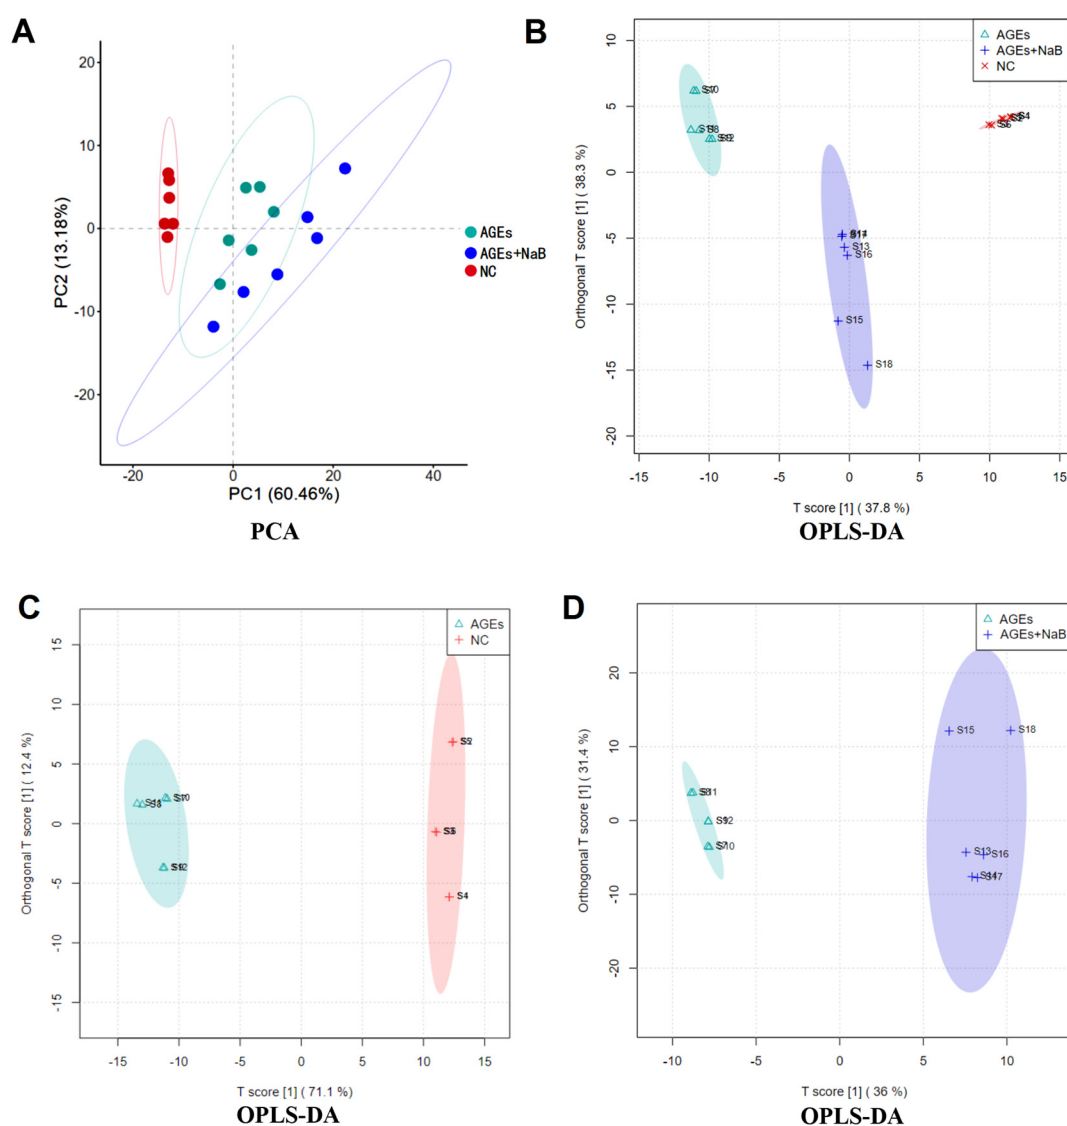 A
20
10
0
-10
-20
-20
0
20
40
PC2 (13.18%)
PC1 (60.46%)
AGEs
AGEs+NaB
NC
PCA
B
AGEs
AGEs+NaB
NC
10
5
0
-5
-10
-15
-20
-15
-10
-5
0
5
10
15
Orthogonal T score [1] ( 38.3 %)
T score [1] ( 37.8 %)
S13
S16
S15
S18
OPLS-DA
C
AGEs
NC
15
10
5
0
-5
-10
-15
-15
-10
-5
0
5
10
15
Orthogonal T score [1] ( 12.4 %)
T score [1] ( 71.1 %)
OPLS-DA
D
AGEs
AGEs+NaB
20
10
0
-10
-20
-10
-5
0
5
10
Orthogonal T score [1] ( 31.4 %)
T score [1] ( 36 %)
S15
S18
S13
S16
OPLS-DA